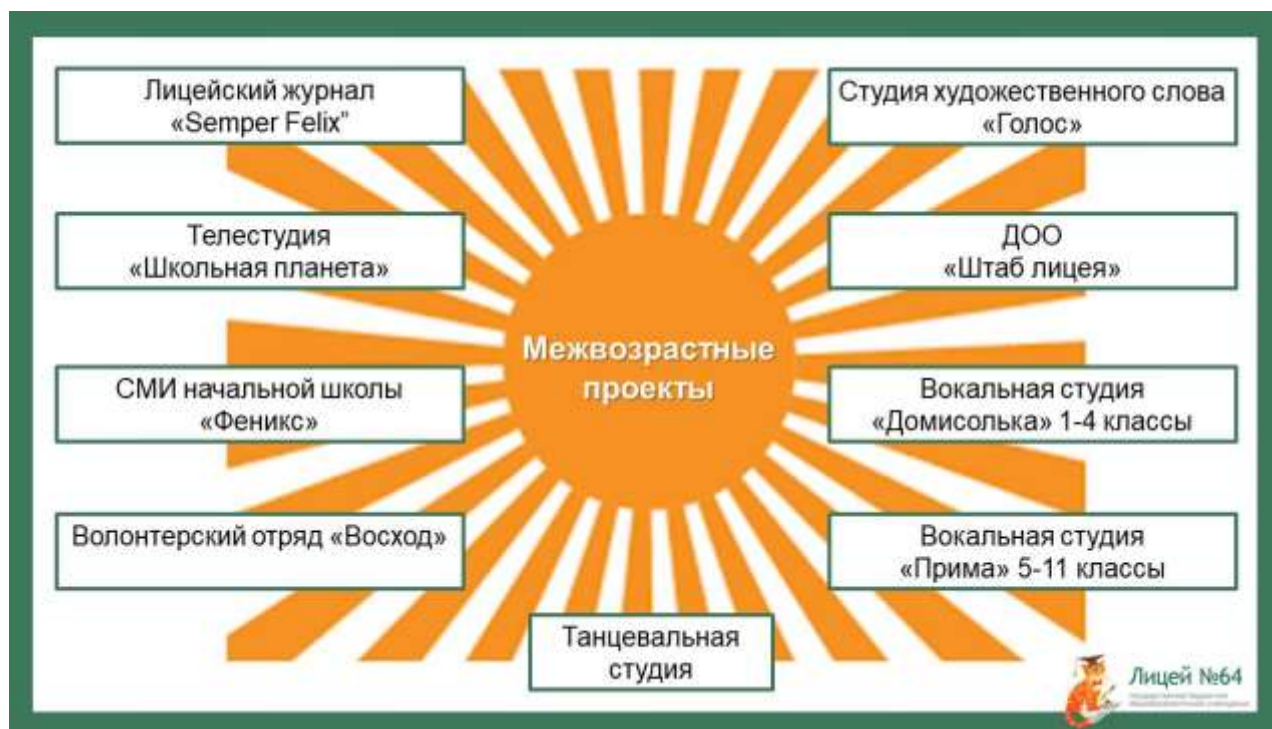 Лицейский журнал
«Semper Felix”
Студия художественного слова
«Голос»
Телестудия
«Школьная планета»
ДОО
«Штаб лицея»
Межвозрастные
проекты
СМИ начальной школы
«Феникс»
Вокальная студия
«Домисолька» 1-4 классы
Волонтерский отряд «Восход»
Вокальная студия
«Прима» 5-11 классы
Танцевальная
студия
Лицей №64